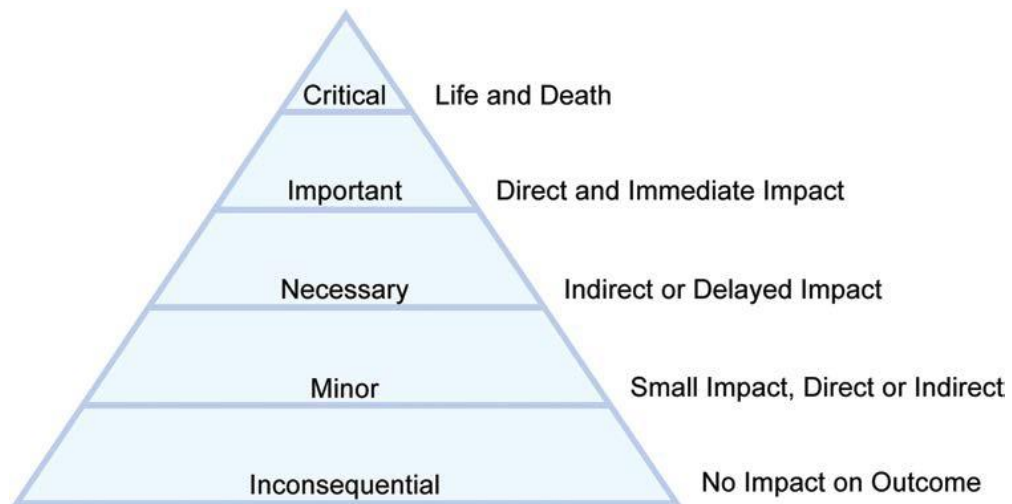 Critical Life and Death
Important Direct and Immediate Impact
Necessary Indirect or Delayed Impact
Minor Small Impact, Direct or Indirect
Inconsequential No Impact on Outcome